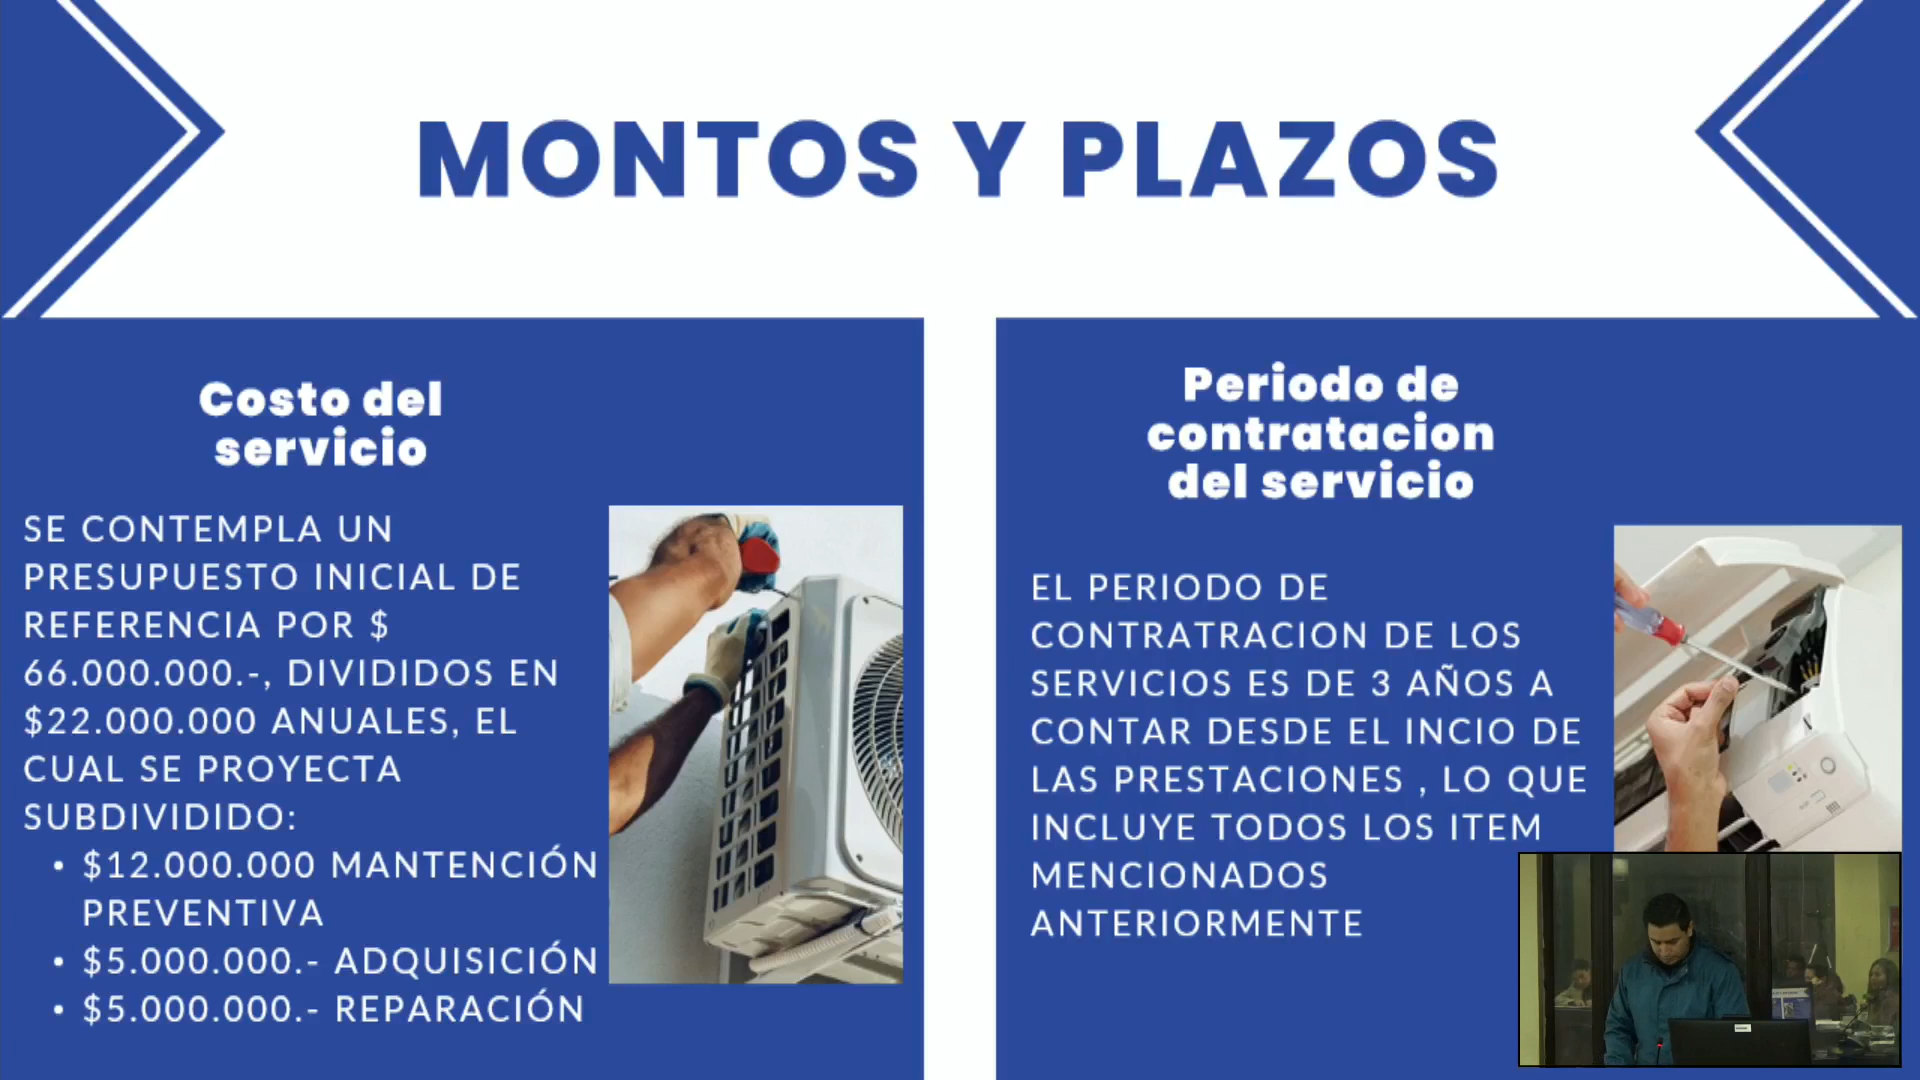 MONTOS Y PLAZOS
Costo del
servicio
SE CONTEMPLA UN
PRESUPUESTO INICIAL DE
REFERENCIA POR $
66.000.000.-, DIVIDIDOS EN
$22.000.000 ANUALES, EL
CUAL SE PROYECTA
SUBDIVIDIDO:
• $12.000.000 MANTENCIÓN
PREVENTIVA
• $5.000.000.- ADQUISICIÓN
• $5.000.000.- REPARACIÓN
Periodo de
contratacion
del servicio
EL PERIODO DE
CONTRATRACION DE LOS
SERVICIOS ES DE 3 AÑOS A
CONTAR DESDE EL INCIO DE
LAS PRESTACIONES , LO QUE
INCLUYE TODOS LOS ITEM
MENCIONADOS
ANTERIORMENTE